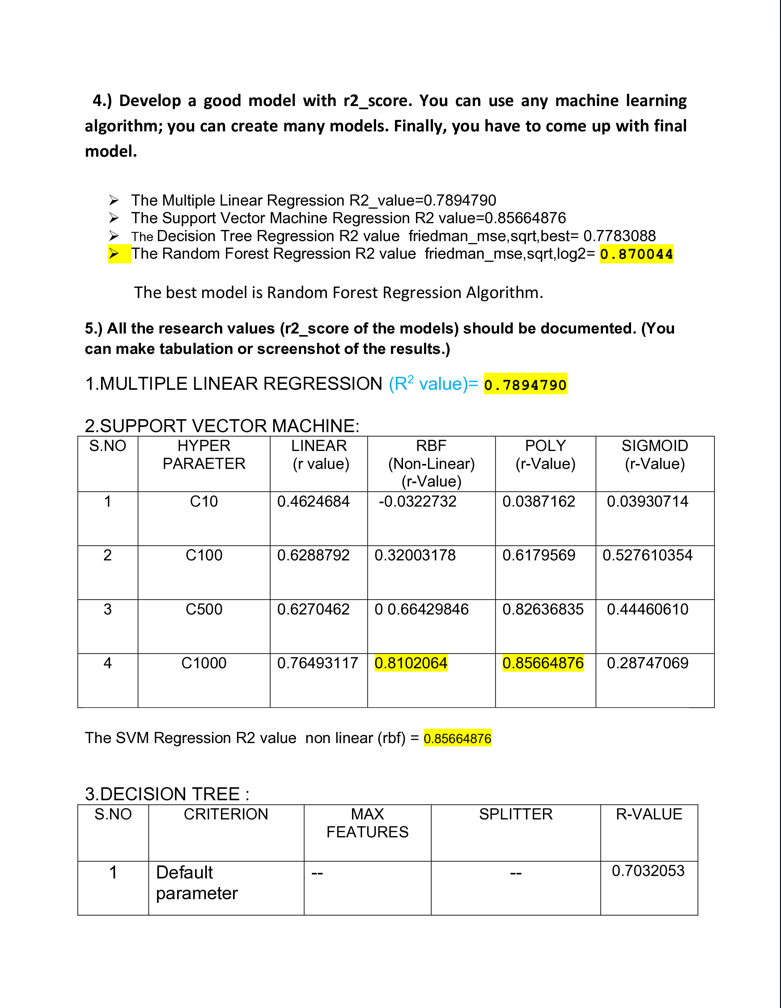 4.) Develop a good model with r2_score. You can use any machine learning
algorithm; you can create many models. Finally, you have to come up with final
model.
➢ The Multiple Linear Regression R2_value=0.7894790
➢ The Support Vector Machine Regression R2 value=0.85664876
➢ The Decision Tree Regression R2 value friedman_mse,sqrt,best= 0.7783088
➢ The Random Forest Regression R2 value friedman_mse,sqrt,log2= 0.870044
The best model is Random Forest Regression Algorithm.
5.) All the research values (r2_score of the models) should be documented. (You
can make tabulation or screenshot of the results.)
1.MULTIPLE LINEAR REGRESSION (R² value)= 0.7894790
2.SUPPORT VECTOR MACHINE:
S.NO HYPER LINEAR RBF POLY SIGMOID
PARAETER (r value) (Non-Linear) (r-Value) (r-Value)
(r-Value)
1 C10 0.4624684 -0.0322732 0.0387162 0.03930714
2 C100 0.6288792 0.32003178 0.6179569 0.527610354
3 C500 0.6270462 0 0.66429846 0.82636835 0.44460610
4 C1000 0.76493117 0.8102064 0.85664876 0.28747069
The SVM Regression R2 value non linear (rbf) = 0.85664876
3.DECISION TREE :
S.NO CRITERION MAX SPLITTER R-VALUE
FEATURES
1 Default -- -- 0.7032053
parameter